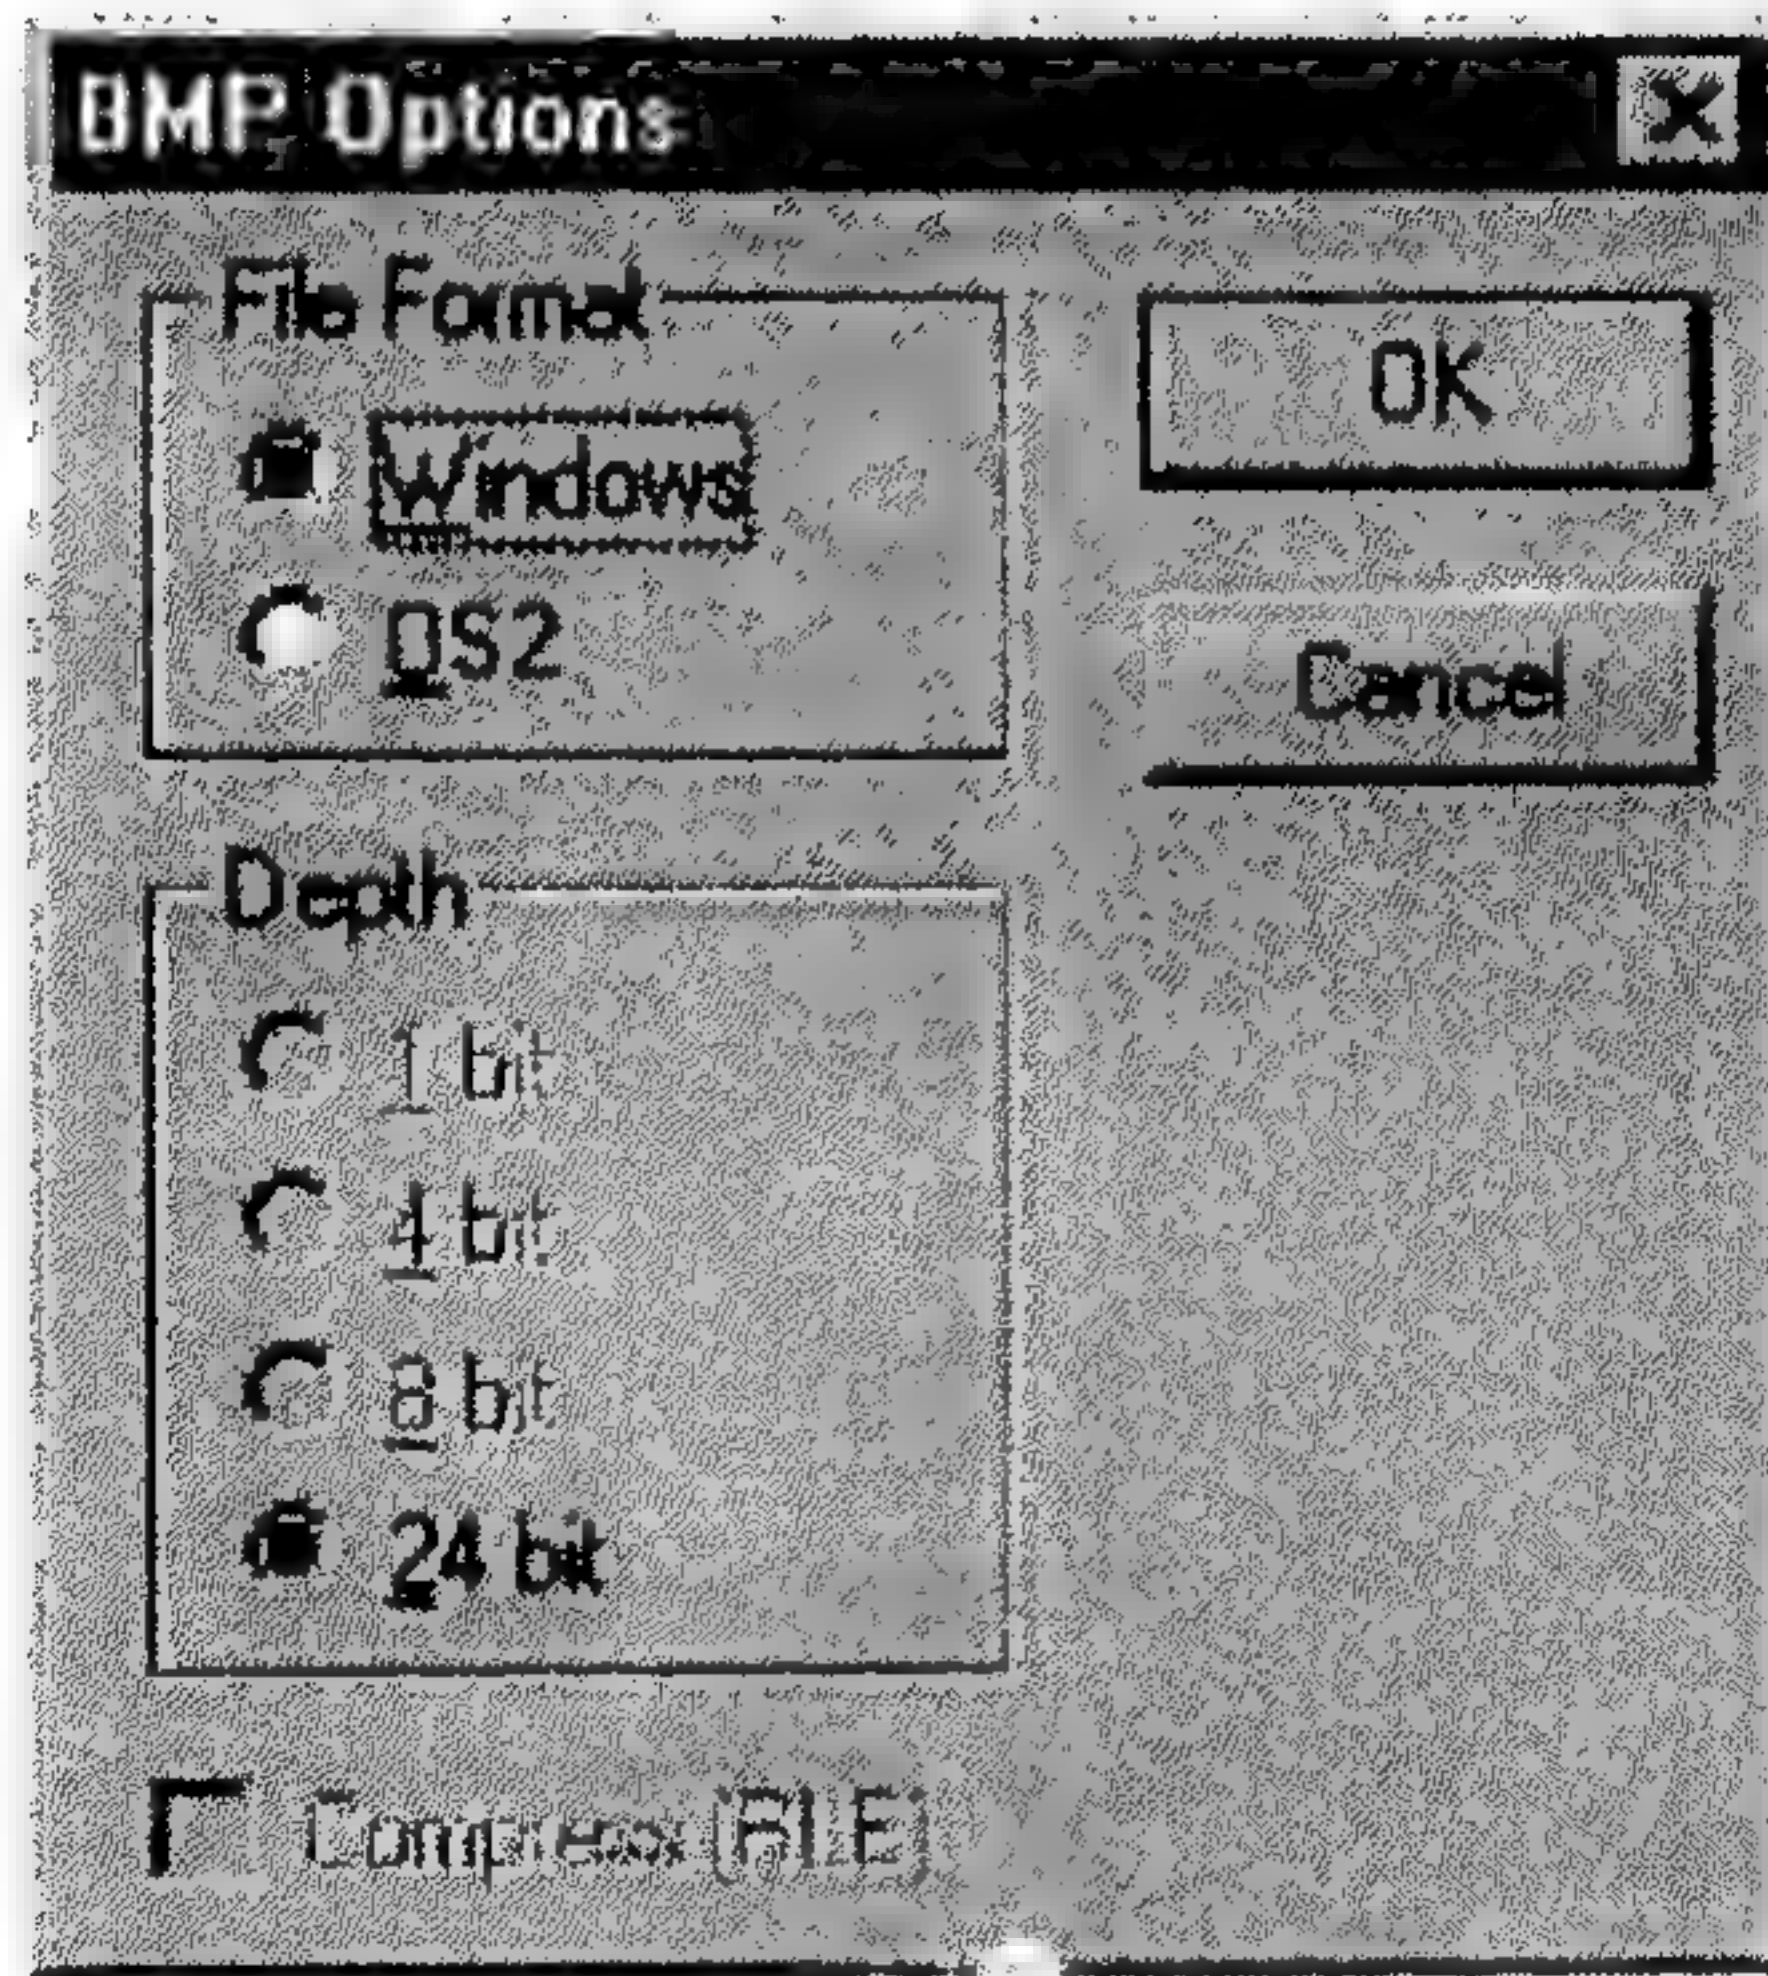 BMP Options
File Format
Windows
OS2
OK
Cancel
Depth
1 bit
4 bit
8 bit
24 bit
Compress (RLE)